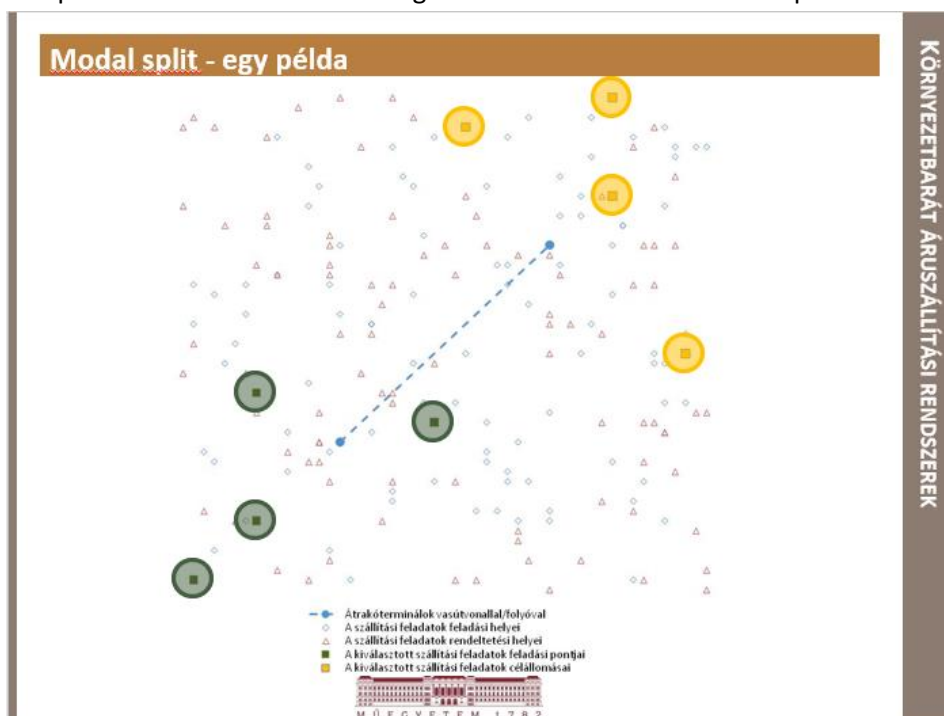 Modal split - egy példa
KÖRNYEZETBARÁT ÁRUSZÁLLÍTÁSI RENDSZEREK
Átrakóterminálok vasútvonallal/folyóval
A szállítási feladatok feladási helyei
A szállítási feladatok rendeltetési helyei
A kiválasztott szállítási feladatok feladási pontjai
A kiválasztott szállítási feladatok célállomásai
MŰEGYETEM 1782